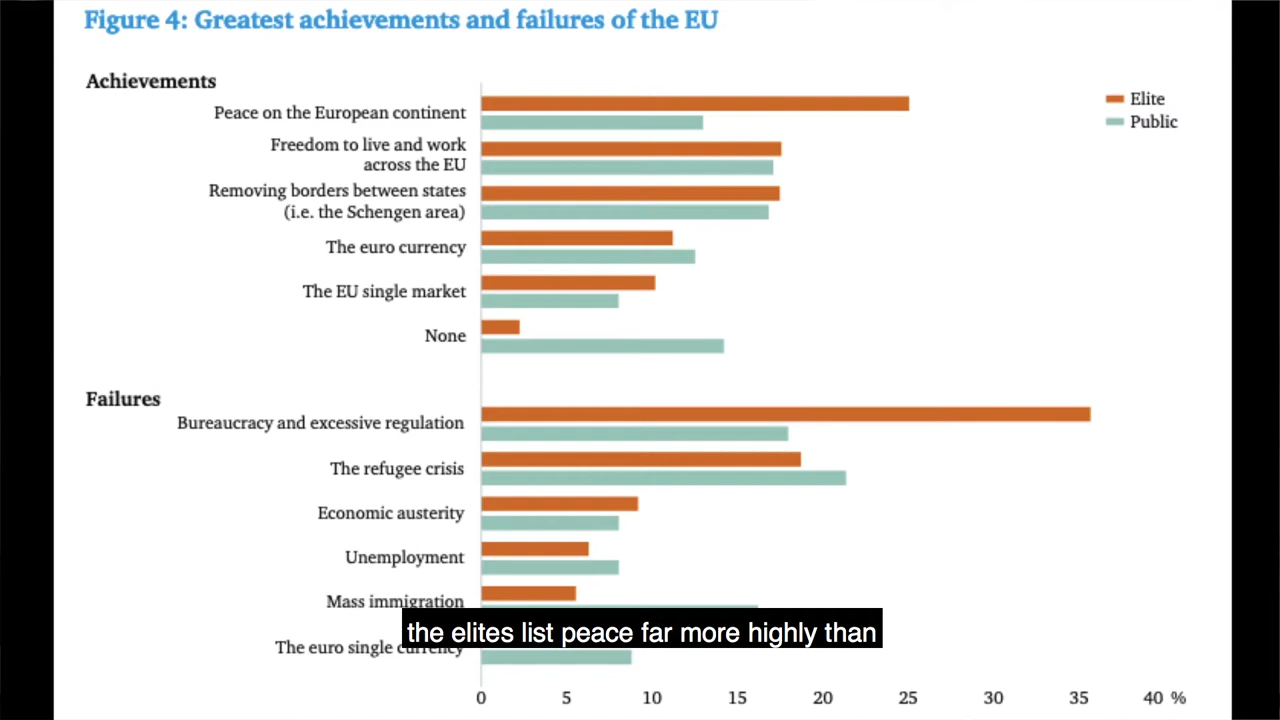 Figure 4: Greatest achievements and failures of the EU
Achievements
Elite
Public
Peace on the European continent
Freedom to live and work
across the EU
Removing borders between states
(i.e. the Schengen area)
The euro currency
The EU single market
None
Failures
Bureaucracy and excessive regulation
The refugee crisis
Economic austerity
Unemployment
Mass immigration
the elites list peace far more highly than
The euro single currency
0 5 10 15 20 25 30 35 40 %